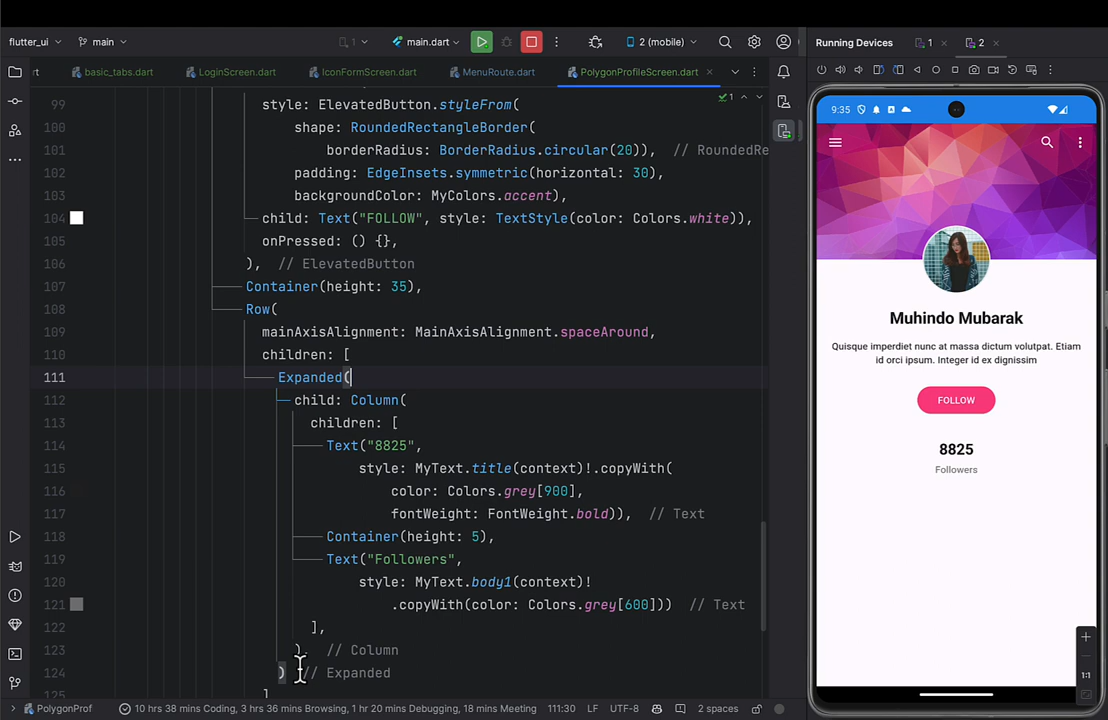 flutter_ui
main
1
main.dart
2 (mobile)
Running Devices
1
2
rt
basic_tabs.dart
LoginScreen.dart
IconFormScreen.dart
MenuRoute.dart
PolygonProfileScreen.dart
1
99 style: ElevatedButton.styleFrom(
100 shape: RoundedRectangleBorder(
101 borderRadius: BorderRadius.circular(20)), // RoundedRe
102 padding: EdgeInsets.symmetric(horizontal: 30),
103 backgroundColor: MyColors.accent),
104 child: Text("FOLLOW", style: TextStyle(color: Colors.white)),
105 onPressed: () {},
106 ), // ElevatedButton
107 Container(height: 35),
108 Row(
109 mainAxisAlignment: MainAxisAlignment.spaceAround,
110 children: [
111 Expanded(
112 child: Column(
113 children: [
114 Text("8825",
115 style: MyText.title(context)!.copyWith(
116 color: Colors.grey[900],
117 fontWeight: FontWeight.bold)), // Text
118 Container(height: 5),
119 Text("Followers",
120 style: MyText.body1(context)!
121 .copyWith(color: Colors.grey[600])) // Text
122 ],
123 ), // Column
124 ) // Expanded
125 ]
PolygonProf
10 hrs 38 mins Coding, 3 hrs 36 mins Browsing, 1 hr 20 mins Debugging, 18 mins Meeting
111:30
LF
UTF-8
2 spaces
9:35
Muhindo Mubarak
Quisque imperdiet nunc at massa dictum volutpat. Etiam
id orci ipsum. Integer id ex dignissim
FOLLOW
8825
Followers
1:1